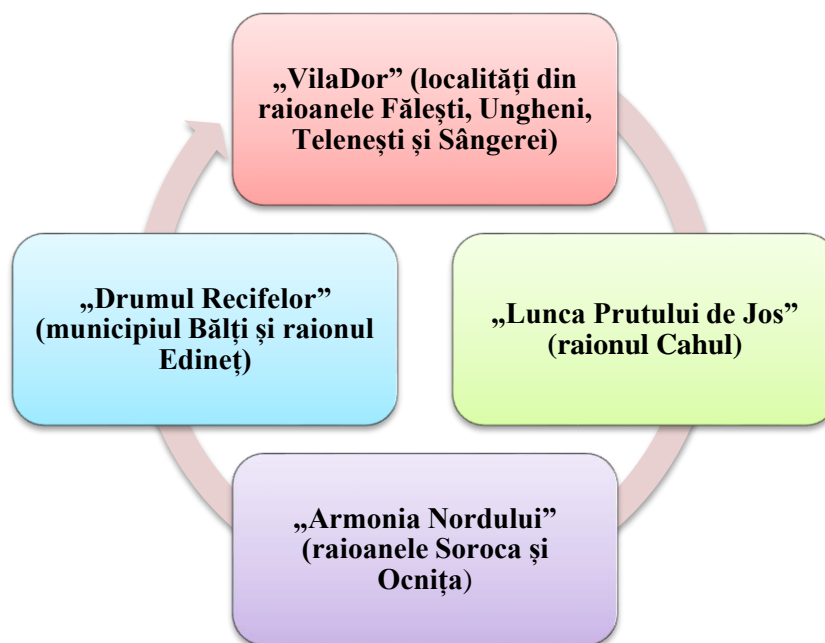 „VilaDor” (localități din
raioanele Fălești, Ungheni,
Telenești și Sângerei)
„Drumul Recifelor”
(municipiul Bălți și raionul
Edineț)
„Lunca Prutului de Jos”
(raionul Cahul)
„Armonia Nordului”
(raioanele Soroca și
Ocnița)